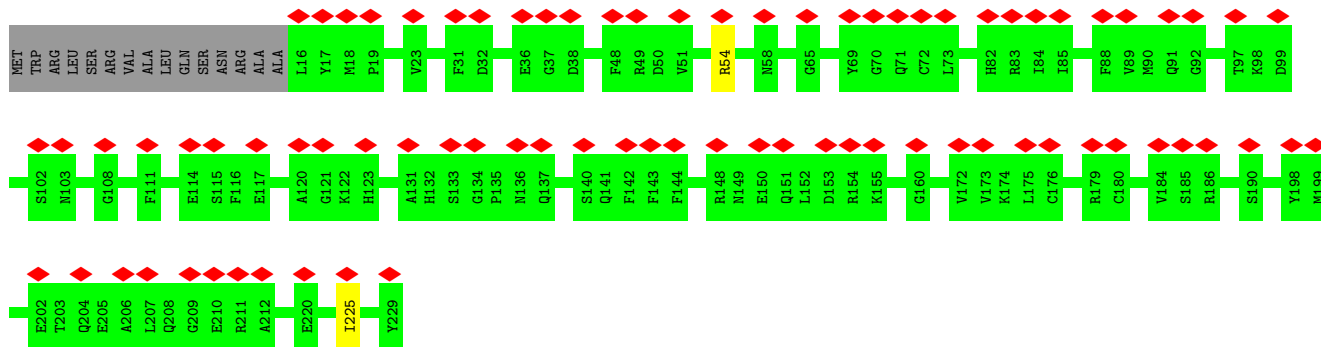 MET TRP ARG LEU SER ARG VAL ALA LEU GLN SER ASN ARG ALA ALA L16 Y17 M18 P19 V23 F31 D32 E36 G37 D38 F48 R49 D50 V51 R54 N58 G65 Y69 G70 Q71 C72 L73 H82 R83 I84 I85 F88 V89 M90 Q91 G92 T97 K98 D99
S102 N103 G108 F111 E114 S115 F116 E117 A120 G121 K122 H123 A131 H132 S133 G134 P135 N136 Q137 S140 Q141 F142 F143 F144 R148 N149 E150 Q151 L152 D153 R154 K155 G160 V172 V173 K174 L175 C176 R179 C180 V184 S185 R186 S190 Y198 M199
E202 T203 Q204 E205 A206 L207 Q208 G209 E210 R211 A212 E220 I225 Y229